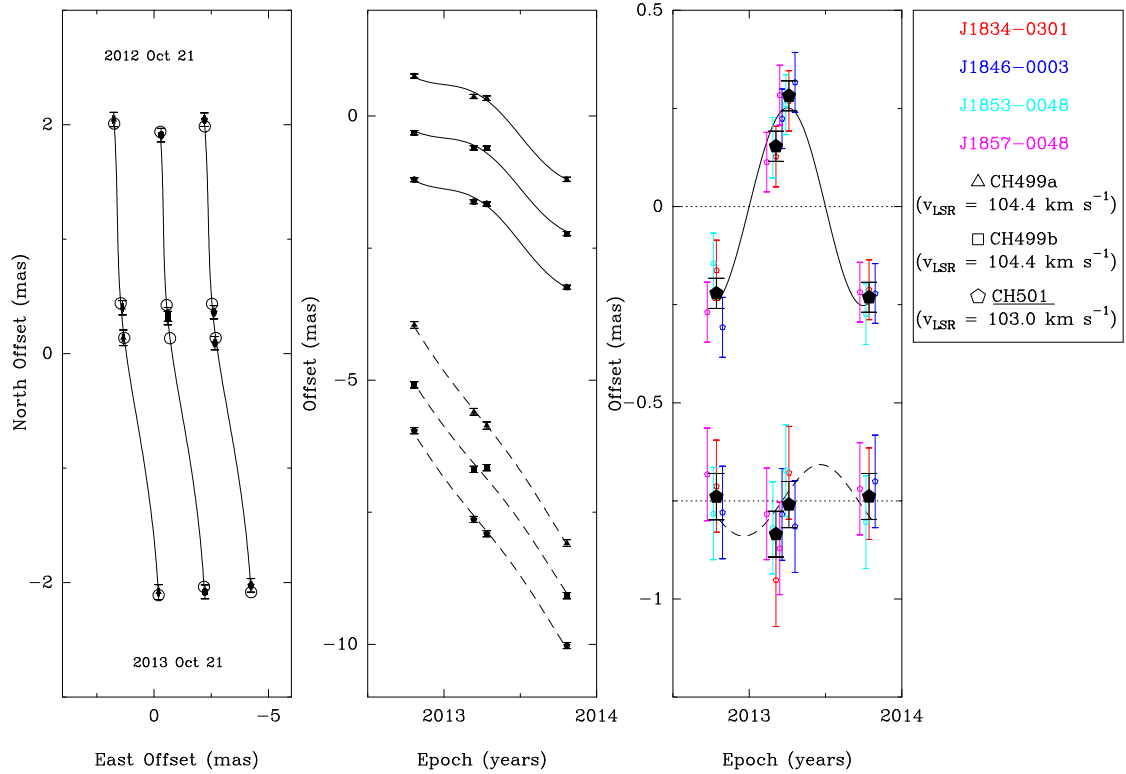 2012 Oct 21
2013 Oct 21
North Offset (mas)
2
0
−2
0
−5
East Offset (mas)
Offset (mas)
0
−5
−10
2013
2014
Epoch (years)
Offset (mas)
0.5
0
−0.5
−1
2013
2014
Epoch (years)
J1834−0301
J1846−0003
J1853−0048
J1857−0048
CH499a
(vLSR = 104.4 km s−1)
CH499b
(vLSR = 104.4 km s−1)
CH501
(vLSR = 103.0 km s−1)